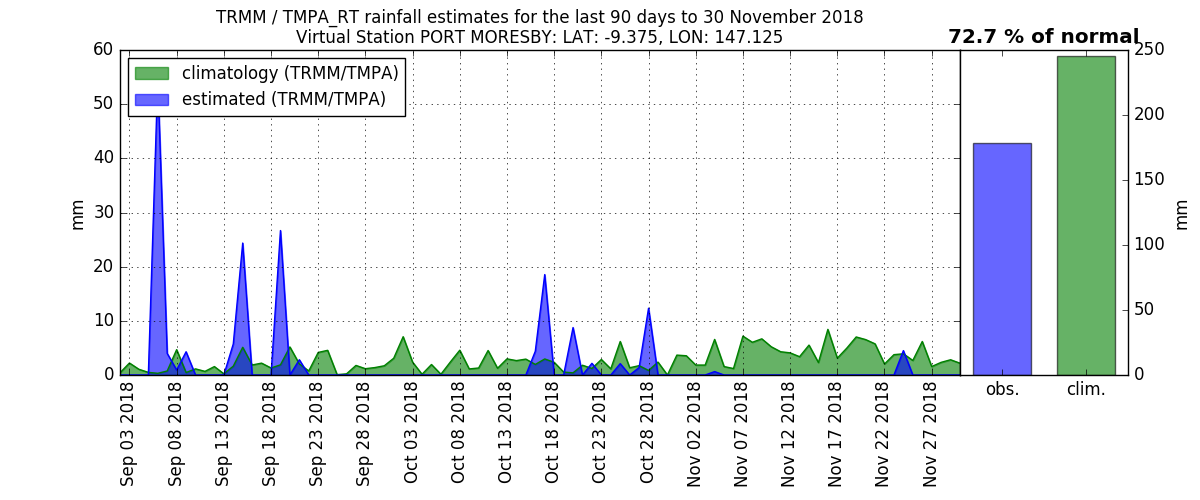 TRMM / TMPA_RT rainfall estimates for the last 90 days to 30 November 2018
Virtual Station PORT MORESBY: LAT: -9.375, LON: 147.125
72.7 % of normal
climatology (TRMM/TMPA)
estimated (TRMM/TMPA)
60
50
40
30
20
10
0
mm
250
200
150
100
50
0
mm
Sep 03 2018
Sep 08 2018
Sep 13 2018
Sep 18 2018
Sep 23 2018
Sep 28 2018
Oct 03 2018
Oct 08 2018
Oct 13 2018
Oct 18 2018
Oct 23 2018
Oct 28 2018
Nov 02 2018
Nov 07 2018
Nov 12 2018
Nov 17 2018
Nov 22 2018
Nov 27 2018
obs.
clim.